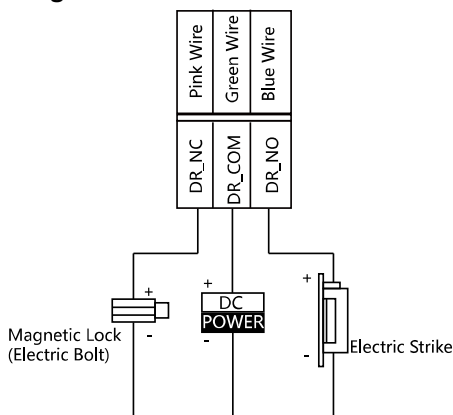 Pink Wire
Green Wire
Blue Wire
DR_NC
DR_COM
DR_NO
+
+
+
DC
POWER
-
-
-
Magnetic Lock
(Electric Bolt)
Electric Strike